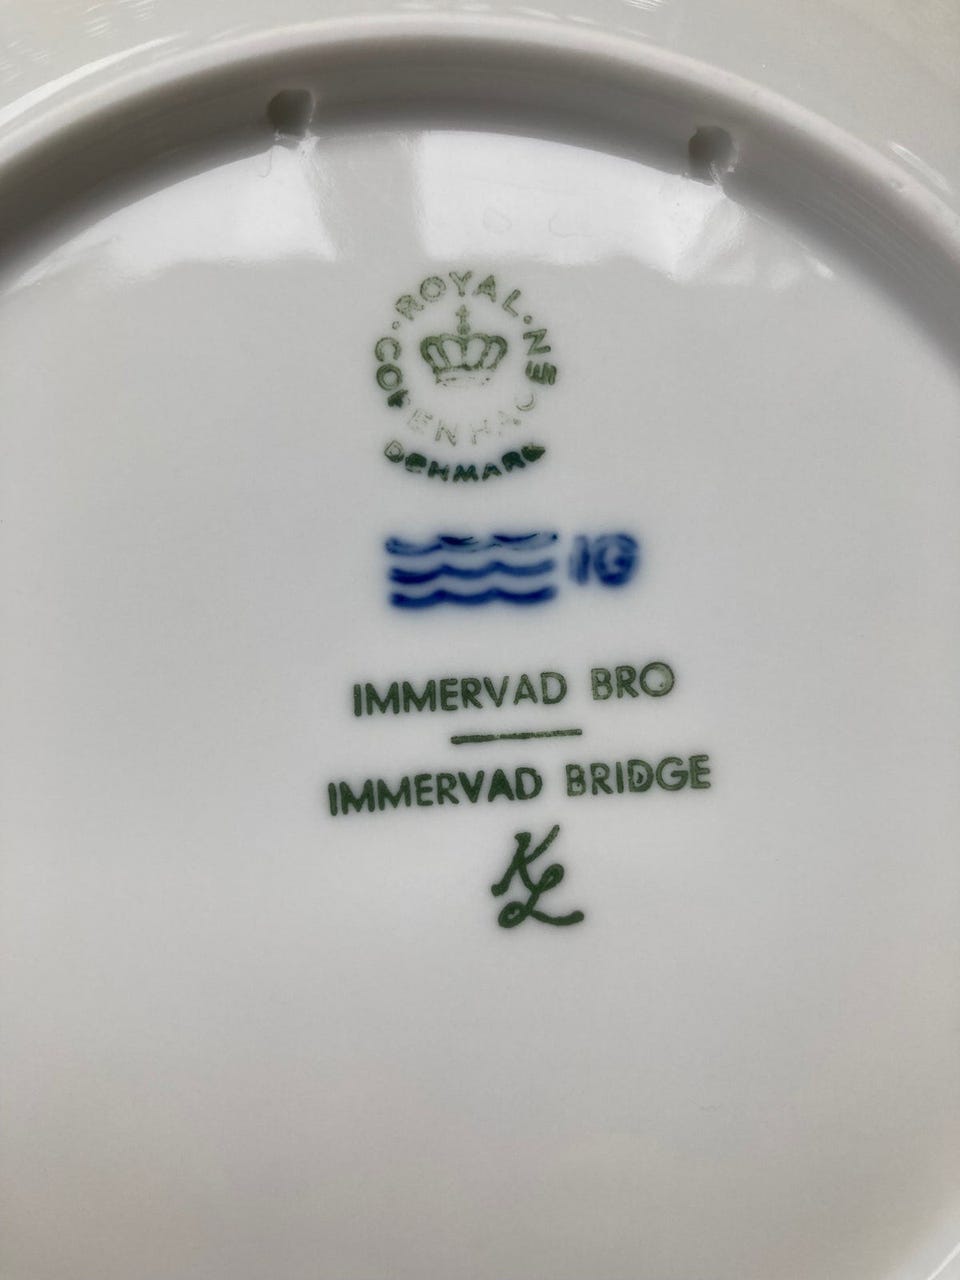 ROYAL
COPENHAGEN
DENMARK
IG
IMMERVAD BRO
IMMERVAD BRIDGE
KL